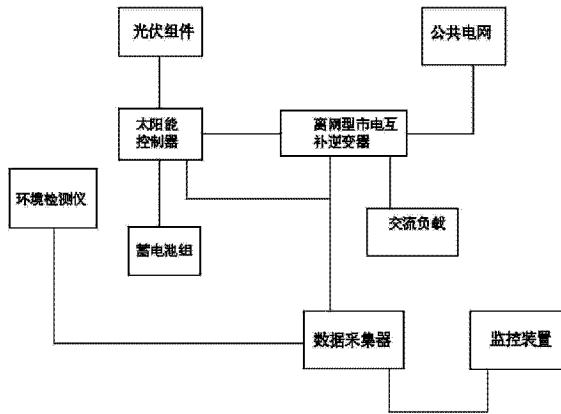 光伏组件
公共电网
太阳能
控制器
离网型市电互
补逆变器
环境检测仪
蓄电池组
交流负载
数据采集器
监控装置